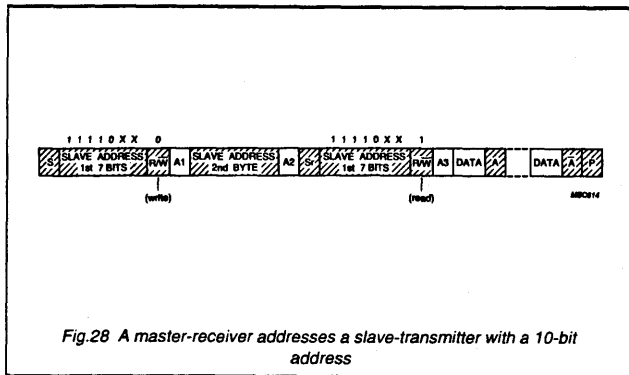 1 1 1 1 0 X X 0 1 1 1 1 0 X X 1
S SLAVE ADDRESS 1st 7 BITS R/W̅ A1 SLAVE ADDRESS 2nd BYTE A2 Sr SLAVE ADDRESS 1st 7 BITS R/W̅ A3 DATA A DATA A̅ P
(write) (read)
MBC614
Fig.28 A master-receiver addresses a slave-transmitter with a 10-bit
address